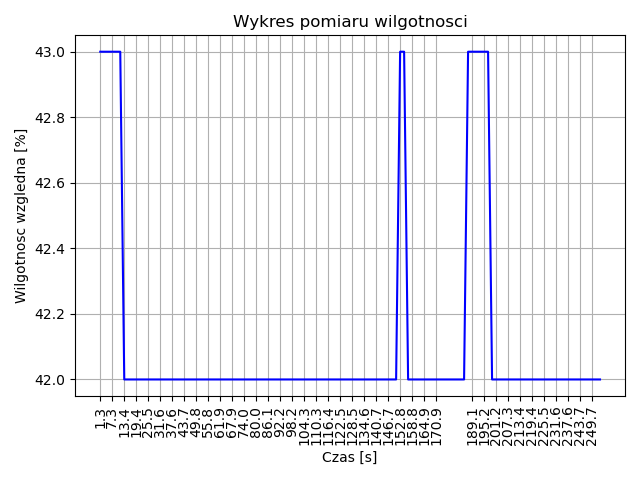 Wykres pomiaru wilgotnosci
Wilgotnosc wzgledna [%]
43.0
42.8
42.6
42.4
42.2
42.0
1.3 7.3 13.4 19.4 25.5 31.6 37.6 43.7 49.8 55.8 61.9 67.9 74.0 80.0 86.1 92.2 98.2 104.3 110.3 116.4 122.5 128.5 134.6 140.7 146.7 152.8 158.8 164.9 170.9 189.1 195.2 201.2 207.3 213.4 219.4 225.5 231.6 237.6 243.7 249.7
Czas [s]